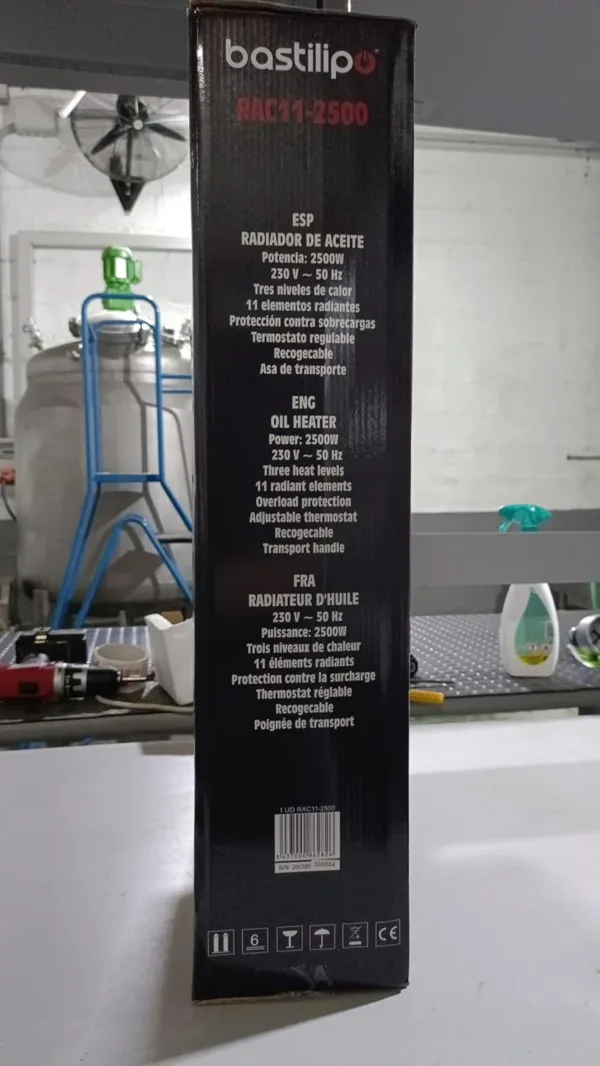 bastilipo
RAC11-2500
ESP
RADIADOR DE ACEITE
Potencia: 2500W
230 V ~ 50 Hz
Tres niveles de calor
11 elementos radiantes
Protección contra sobrecargas
Termostato regulable
Recogecable
Asa de transporte
ENG
OIL HEATER
Power: 2500W
230 V ~ 50 Hz
Three heat levels
11 radiant elements
Overload protection
Adjustable thermostat
Recogecable
Transport handle
FRA
RADIATEUR D'HUILE
230 V ~ 50 Hz
Puissance: 2500W
Trois niveaux de chaleur
11 éléments radiants
Protection contre la surcharge
Thermostat réglable
Recogecable
Poignée de transport
1 UD RAC11-2500
S/N:
6
CE